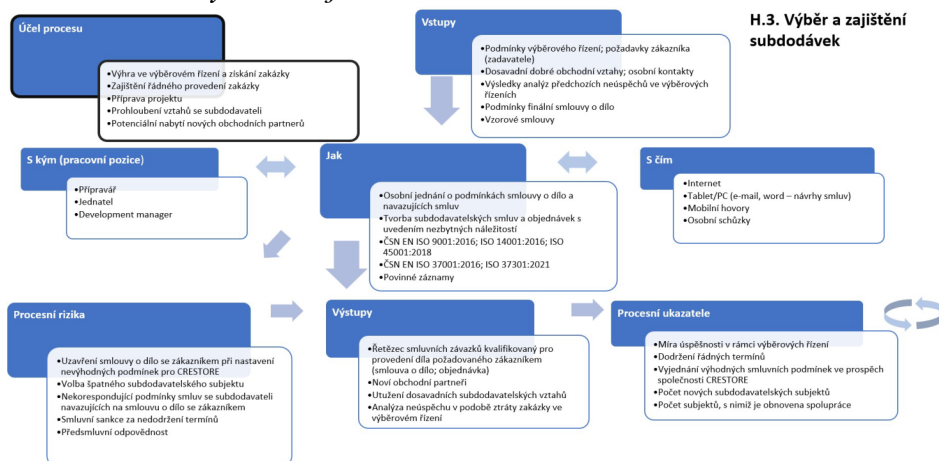 H.3. Výběr a zajištění
subdodávek
Účel procesu
•Výhra ve výběrovém řízení a získání zakázky
•Zajištění řádného provedení zakázky
•Příprava projektu
•Prohloubení vztahů se subdodavateli
•Potenciální nabytí nových obchodních partnerů
Vstupy
•Podmínky výběrového řízení; požadavky zákazníka
(zadavatele)
•Dosavadní dobré obchodní vztahy; osobní kontakty
•Výsledky analýz předchozích neúspěchů ve výběrových
řízeních
•Podmínky finální smlouvy o dílo
•Vzorové smlouvy
S kým (pracovní pozice)
•Přípravář
•Jednatel
•Development manager
Jak
•Osobní jednání o podmínkách smlouvy o dílo a
navazujících smluv
•Tvorba subdodavatelských smluv a objednávek s
uvedením nezbytných náležitostí
•ČSN EN ISO 9001:2016; ISO 14001:2016; ISO
45001:2018
•ČSN EN ISO 37001:2016; ISO 37301:2021
•Povinné záznamy
S čím
•Internet
•Tablet/PC (e-mail, word – návrhy smluv)
•Mobilní hovory
•Osobní schůzky
Procesní rizika
•Uzavření smlouvy o dílo se zákazníkem při nastavení
nevýhodných podmínek pro CRESTORE
•Volba špatného subdodavatelského subjektu
•Nekorespondující podmínky smluv se subdodavateli
navazujících na smlouvu o dílo se zákazníkem
•Smluvní sankce za nedodržení termínů
•Předsmluvní odpovědnost
Výstupy
•Řetězec smluvních závazků kvalifikovaný pro
provedení díla požadovaného zákazníkem
(smlouva o dílo; objednávka)
•Noví obchodní partneři
•Utužení dosavadních subdodavatelských vztahů
•Analýza neúspěchu v podobě ztráty zakázky ve
výběrovém řízení
Procesní ukazatele
•Míra úspěšnosti v rámci výběrových řízení
•Dodržení řádných termínů
•Vyjednání výhodných smluvních podmínek ve prospěch
společnosti CRESTORE
•Počet nových subdodavatelských subjektů
•Počet subjektů, s nimiž je obnovena spolupráce